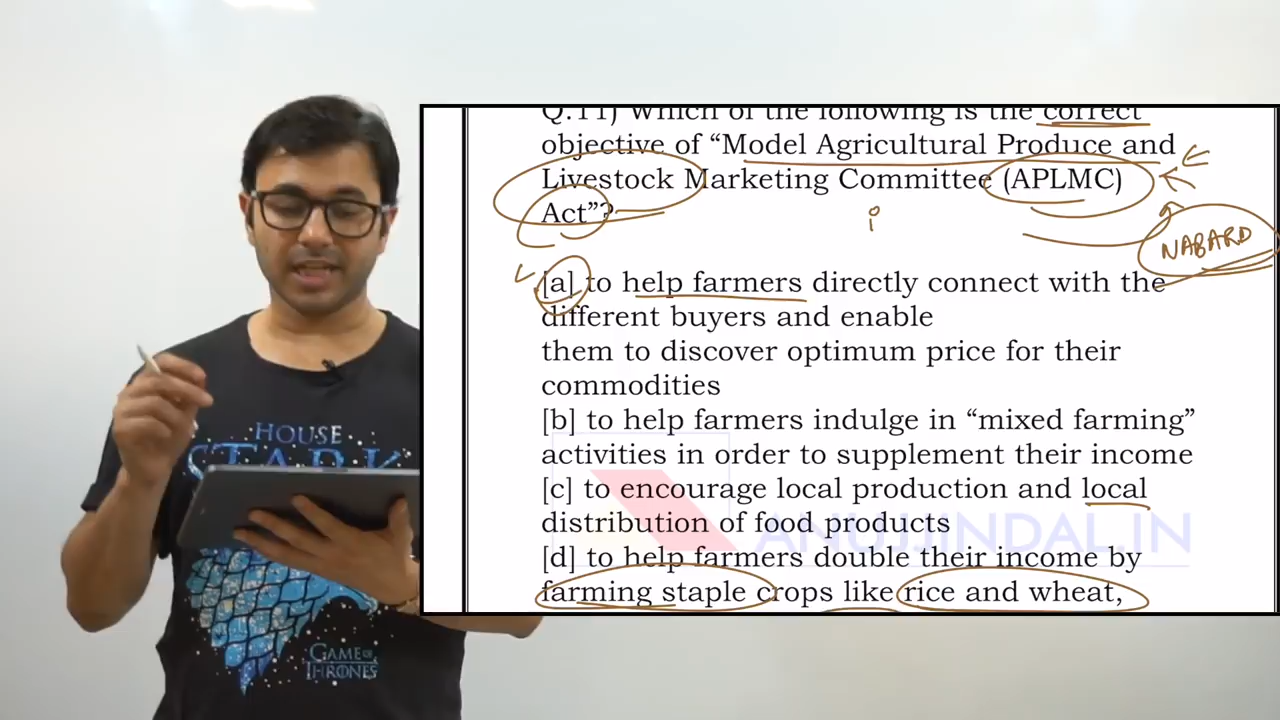 Q.11) Which of the following is the correct
objective of “Model Agricultural Produce and
Livestock Marketing Committee (APLMC)
Act”?
i
NABARD
[a] to help farmers directly connect with the
different buyers and enable
them to discover optimum price for their
commodities
[b] to help farmers indulge in “mixed farming”
activities in order to supplement their income
[c] to encourage local production and local
distribution of food products
[d] to help farmers double their income by
farming staple crops like rice and wheat,
ANUJJINDAL.IN
HOUSE
STARK
GAME OF
THRONES